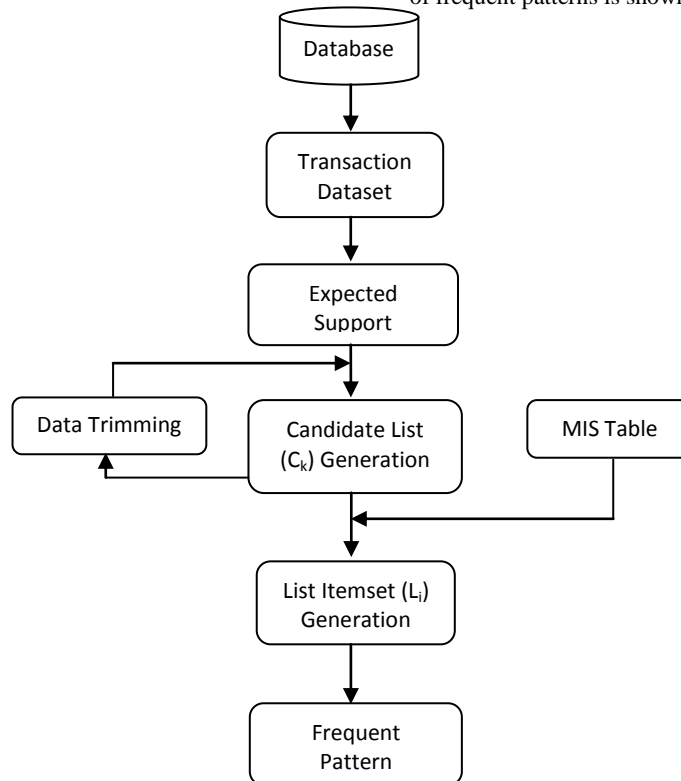 of frequent patterns is shown
Database
Transaction
Dataset
Expected
Support
Data Trimming
Candidate List
(Cₖ) Generation
MIS Table
List Itemset (Lᵢ)
Generation
Frequent
Pattern